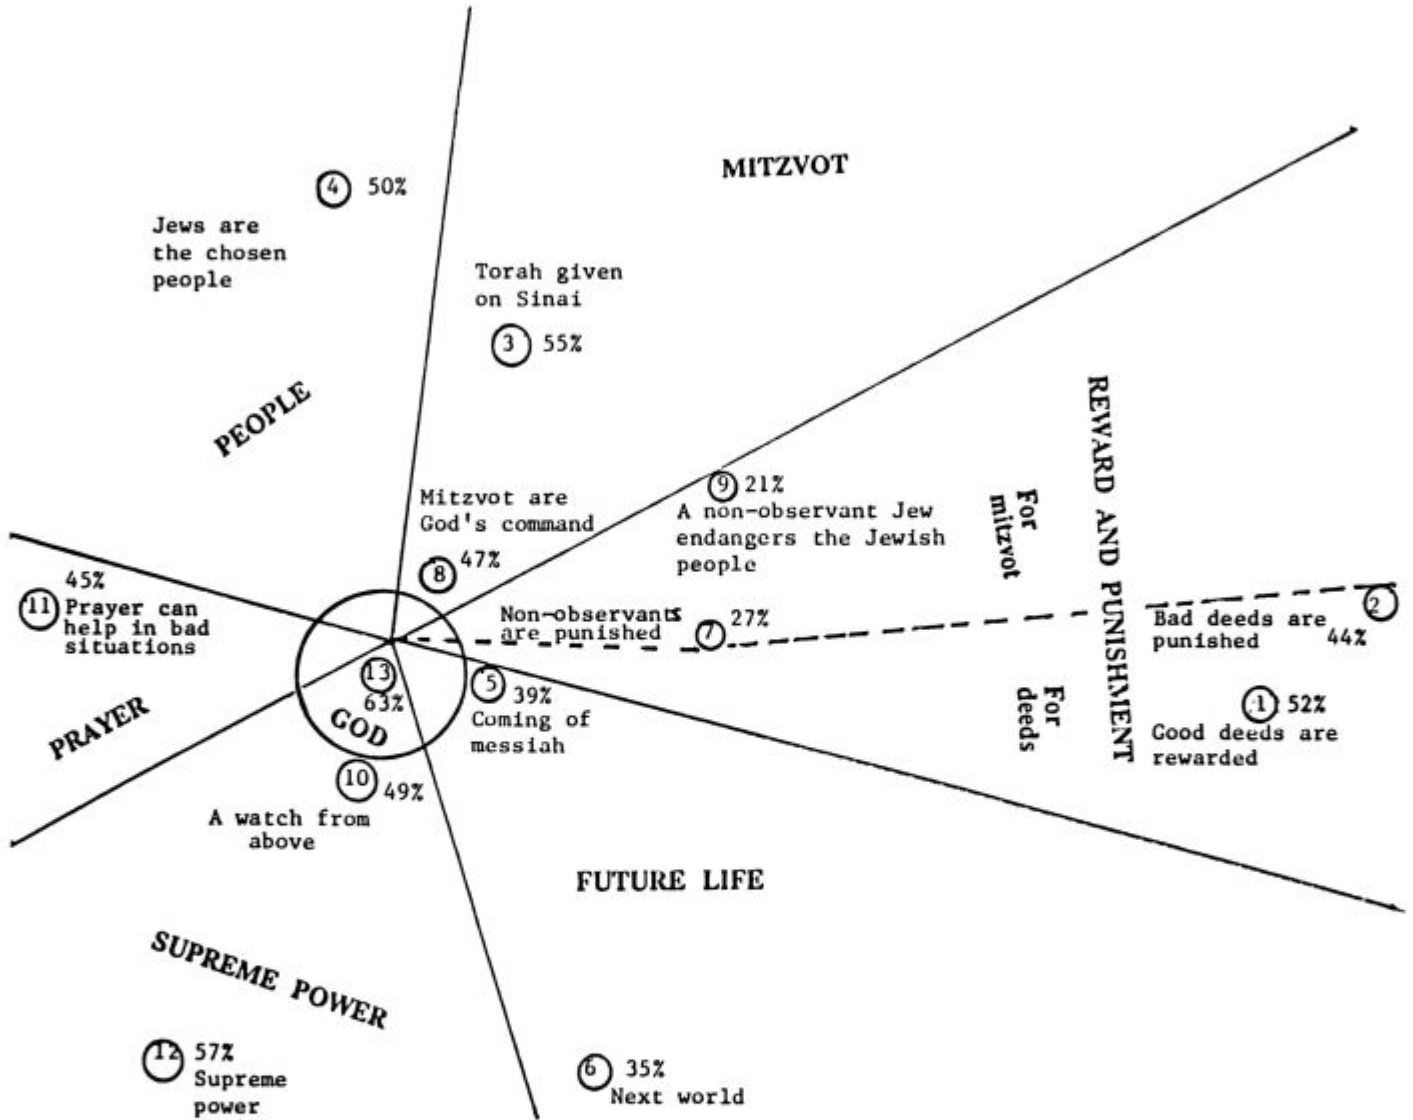 MITZVOT
4 50%
Jews are
the chosen
people
Torah given
on Sinai
3 55%
PEOPLE
REWARD AND PUNISHMENT
For
mitzvot
9 21%
A non-observant Jew
endangers the Jewish
people
Mitzvot are
God's command
8 47%
45%
11 Prayer can
help in bad
situations
Non-observants
are punished
7 27%
2
Bad deeds are
punished
44%
13
63%
GOD
5 39%
Coming of
messiah
For
deeds
1 52%
Good deeds are
rewarded
PRAYER
10 49%
A watch from
above
FUTURE LIFE
SUPREME POWER
12 57%
Supreme
power
6 35%
Next world